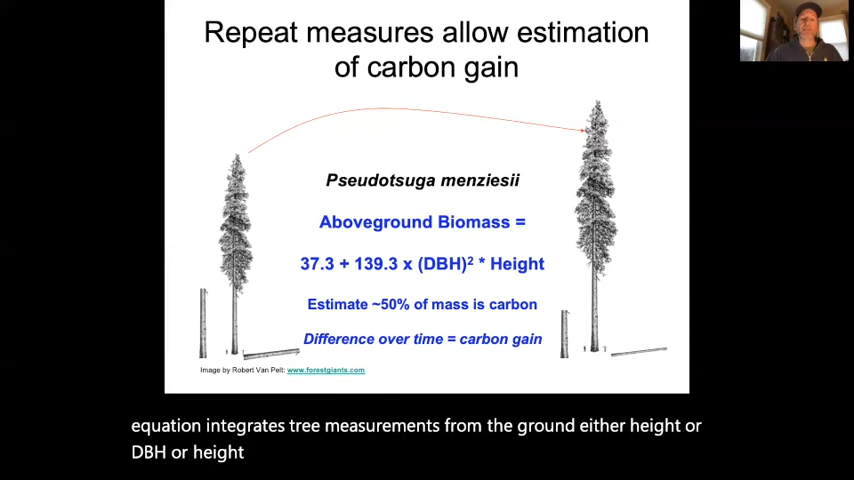 Repeat measures allow estimation
of carbon gain
Pseudotsuga menziesii
Aboveground Biomass =
37.3 + 139.3 x (DBH)² * Height
Estimate ~50% of mass is carbon
Difference over time = carbon gain
Image by Robert Van Pelt: www.forestgiants.com
equation integrates tree measurements from the ground either height or
DBH or height